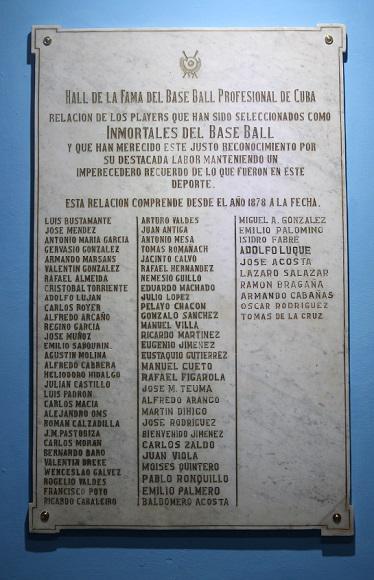 HALL DE LA FAMA DEL BASE BALL PROFESIONAL DE CUBA
RELACION DE LOS PLAYERS QUE HAN SIDO SELECCIONADOS COMO
INMORTALES DEL BASE BALL
Y QUE HAN MERECIDO ESTE JUSTO RECONOCIMIENTO POR
SU DESTACADA LABOR MANTENIENDO UN
IMPERECEDERO RECUERDO DE LO QUE FUERON EN ESTE
DEPORTE.
ESTA RELACION COMPRENDE DESDE EL AÑO 1878 A LA FECHA.
LUIS BUSTAMANTE
JOSE MENDEZ
ANTONIO MARIA GARCIA
GERVASIO GONZALEZ
ARMANDO MARSANS
VALENTIN GONZALEZ
RAFAEL ALMEIDA
CRISTOBAL TORRIENTE
ADOLFO LUJAN
CARLOS ROYER
ALFREDO ARCAÑO
REGINO GARCIA
JOSE MUÑOZ
EMILIO SABOURIN
AGUSTIN MOLINA
ALFREDO CABRERA
HELIODORO HIDALGO
JULIAN CASTILLO
LUIS PADRON
CARLOS MACIA
ALEJANDRO OMS
ROMAN CALZADILLA
J.M. PASTORIZA
CARLOS MORAN
BERNARDO BARO
VALENTIN DREKE
WENCESLAO GALVEZ
ROGELIO VALDES
FRANCISCO POYO
RICARDO CABALEIRO
ARTURO VALDES
JUAN ANTIGA
ANTONIO MESA
TOMAS ROMAÑACH
JACINTO CALVO
RAFAEL HERNANDEZ
NEMESIO GUILLO
EDUARDO MACHADO
JULIO LOPEZ
PELAYO CHACON
GONZALO SANCHEZ
MANUEL VILLA
RICARDO MARTINEZ
EUGENIO JIMENEZ
EUSTAQUIO GUTIERREZ
MANUEL CUETO
RAFAEL FIGAROLA
JOSE M. TEUMA
ALFREDO ARANGO
MARTIN DIHIGO
JOSE RODRIGUEZ
BIENVENIDO JIMENEZ
CARLOS ZALDO
JUAN VIOLA
MOISES QUINTERO
PABLO RONQUILLO
EMILIO PALMERO
BALDOMERO ACOSTA
MIGUEL A. GONZALEZ
EMILIO PALOMINO
ISIDRO FABRE
ADOLFO LUQUE
JOSE ACOSTA
LAZARO SALAZAR
RAMON BRAGAÑA
ARMANDO CABAÑAS
OSCAR RODRIGUEZ
TOMAS DE LA CRUZ